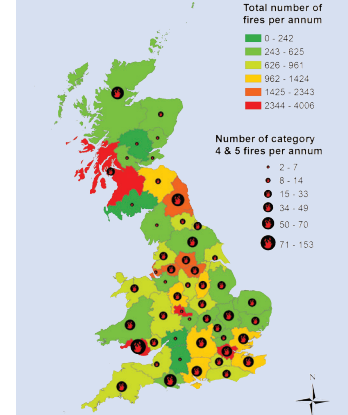 Total number of
fires per annum
0 - 242
243 - 625
626 - 961
962 - 1424
1425 - 2343
2344 - 4006
Number of category
4 & 5 fires per annum
2 - 7
8 - 14
15 - 33
34 - 49
50 - 70
71 - 153
N